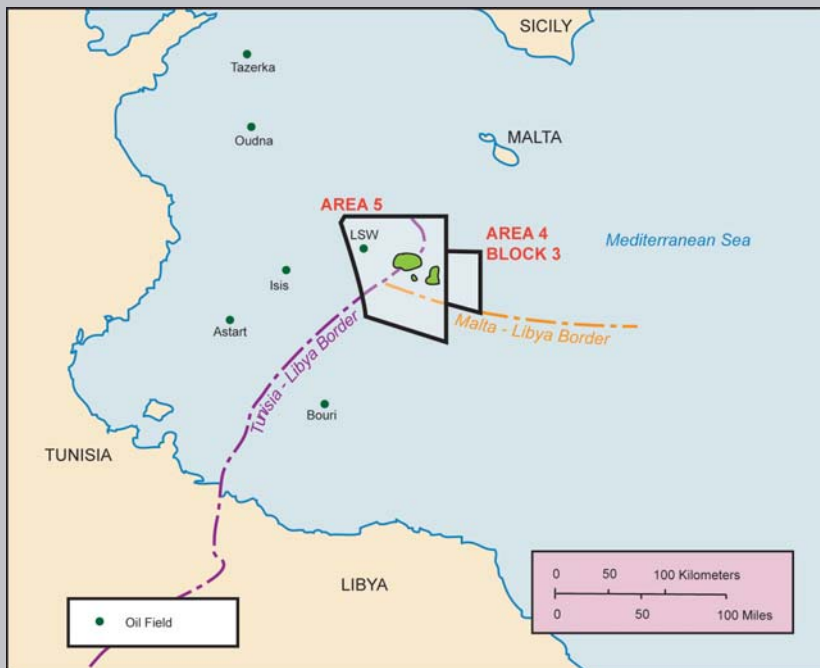 SICILY
Tazerka
Oudna
MALTA
AREA 5
LSW
AREA 4
BLOCK 3
Mediterranean Sea
Isis
Astart
Tunisia - Libya Border
Malta - Libya Border
Bouri
TUNISIA
LIBYA
Oil Field
0 50 100 Kilometers
0 50 100 Miles